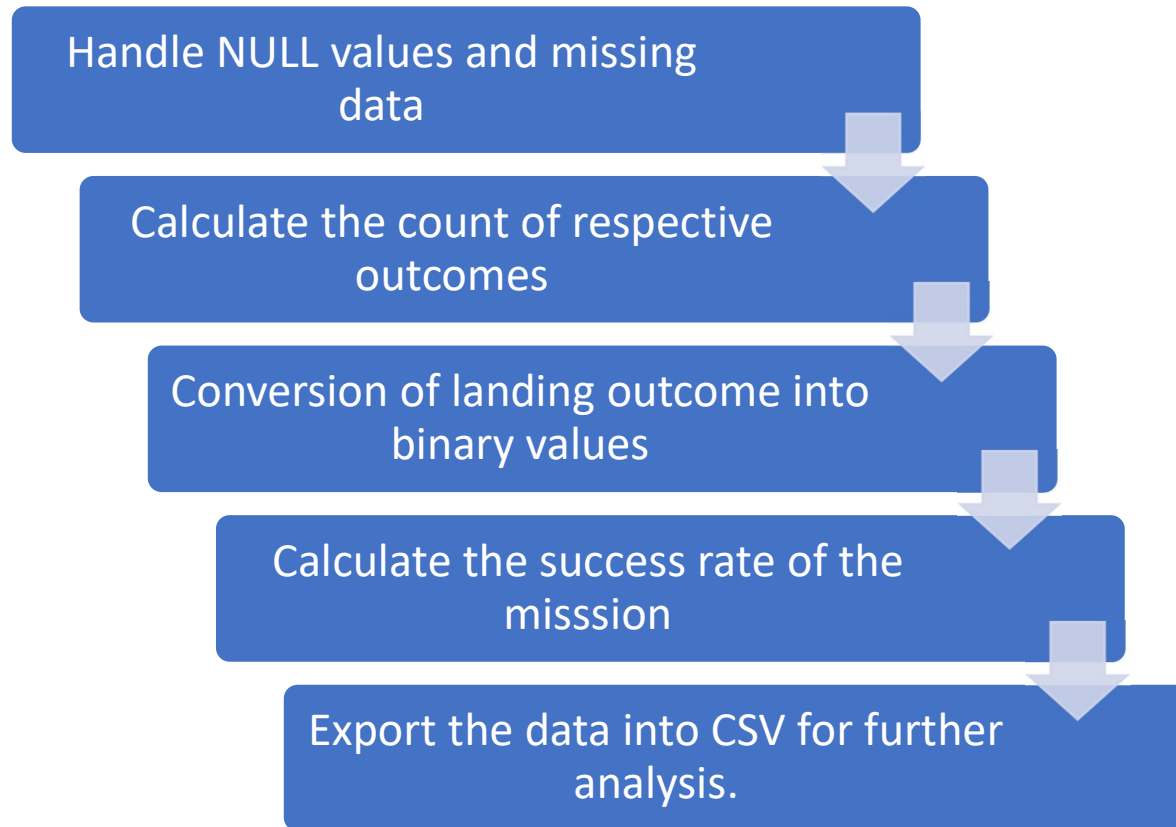 Handle NULL values and missing
data
Calculate the count of respective
outcomes
Conversion of landing outcome into
binary values
Calculate the success rate of the
misssion
Export the data into CSV for further
analysis.